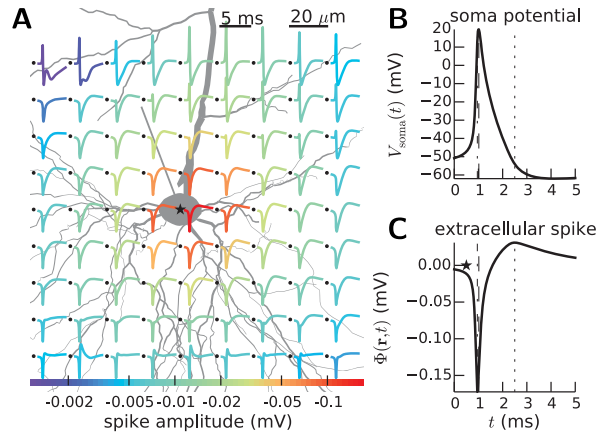 A
5 ms
20 μm
-0.002
-0.005
-0.01
-0.02
-0.05
-0.1
spike amplitude (mV)
B
soma potential
20
10
0
−10
−20
−30
−40
−50
−60
V_soma(t) (mV)
0 1 2 3 4 5
C
extracellular spike
0.00
−0.05
−0.10
−0.15
Φ(r,t) (mV)
0 1 2 3 4 5
t (ms)